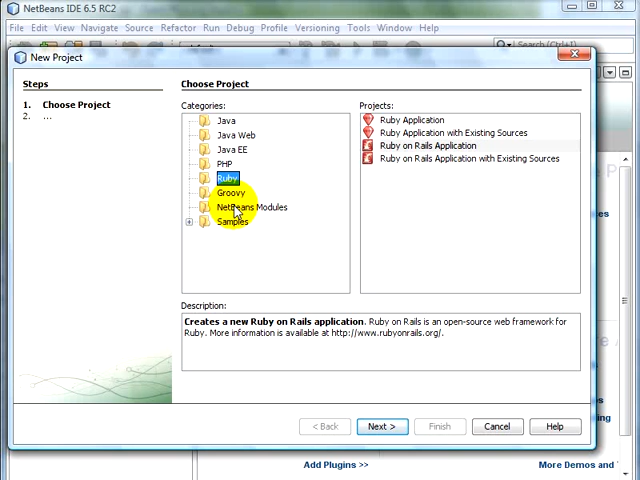 NetBeans IDE 6.5 RC2
File Edit View Navigate Source Refactor Run Debug Profile Versioning Tools Window Help
Search (Ctrl+I)
New Project
Steps
1. Choose Project
2. ...
Choose Project
Categories:
Java
Java Web
Java EE
PHP
Ruby
Groovy
NetBeans Modules
Samples
Projects:
Ruby Application
Ruby Application with Existing Sources
Ruby on Rails Application
Ruby on Rails Application with Existing Sources
Description:
Creates a new Ruby on Rails application. Ruby on Rails is an open-source web framework for
Ruby. More information is available at http://www.rubyonrails.org/.
< Back
Next >
Finish
Cancel
Help
Add Plugins >>
More Demos and